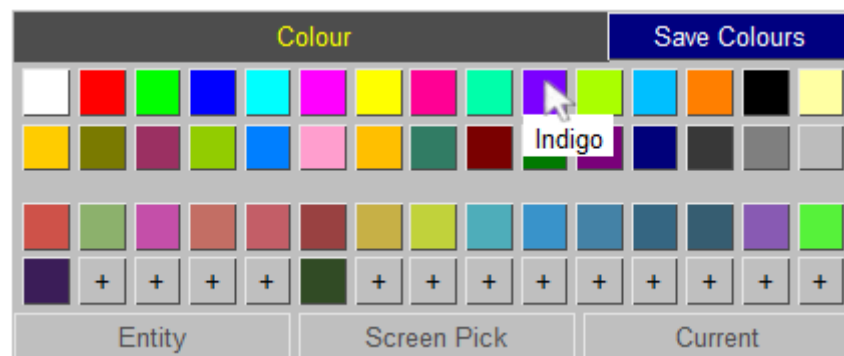 Colour Save Colours
Indigo
+ + + + + + + + + + + + +
Entity Screen Pick Current